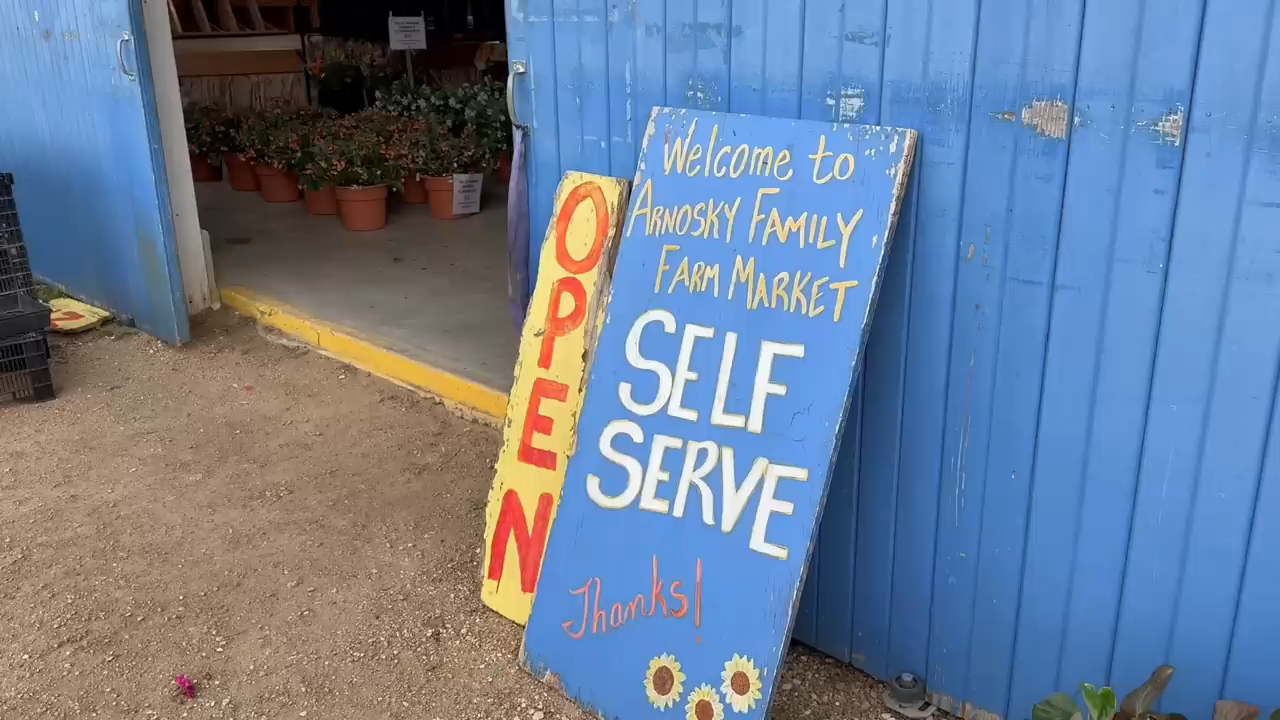 OPEN
Welcome to
ARNOSKY FAMILY
FARM MARKET
SELF
SERVE
Thanks!